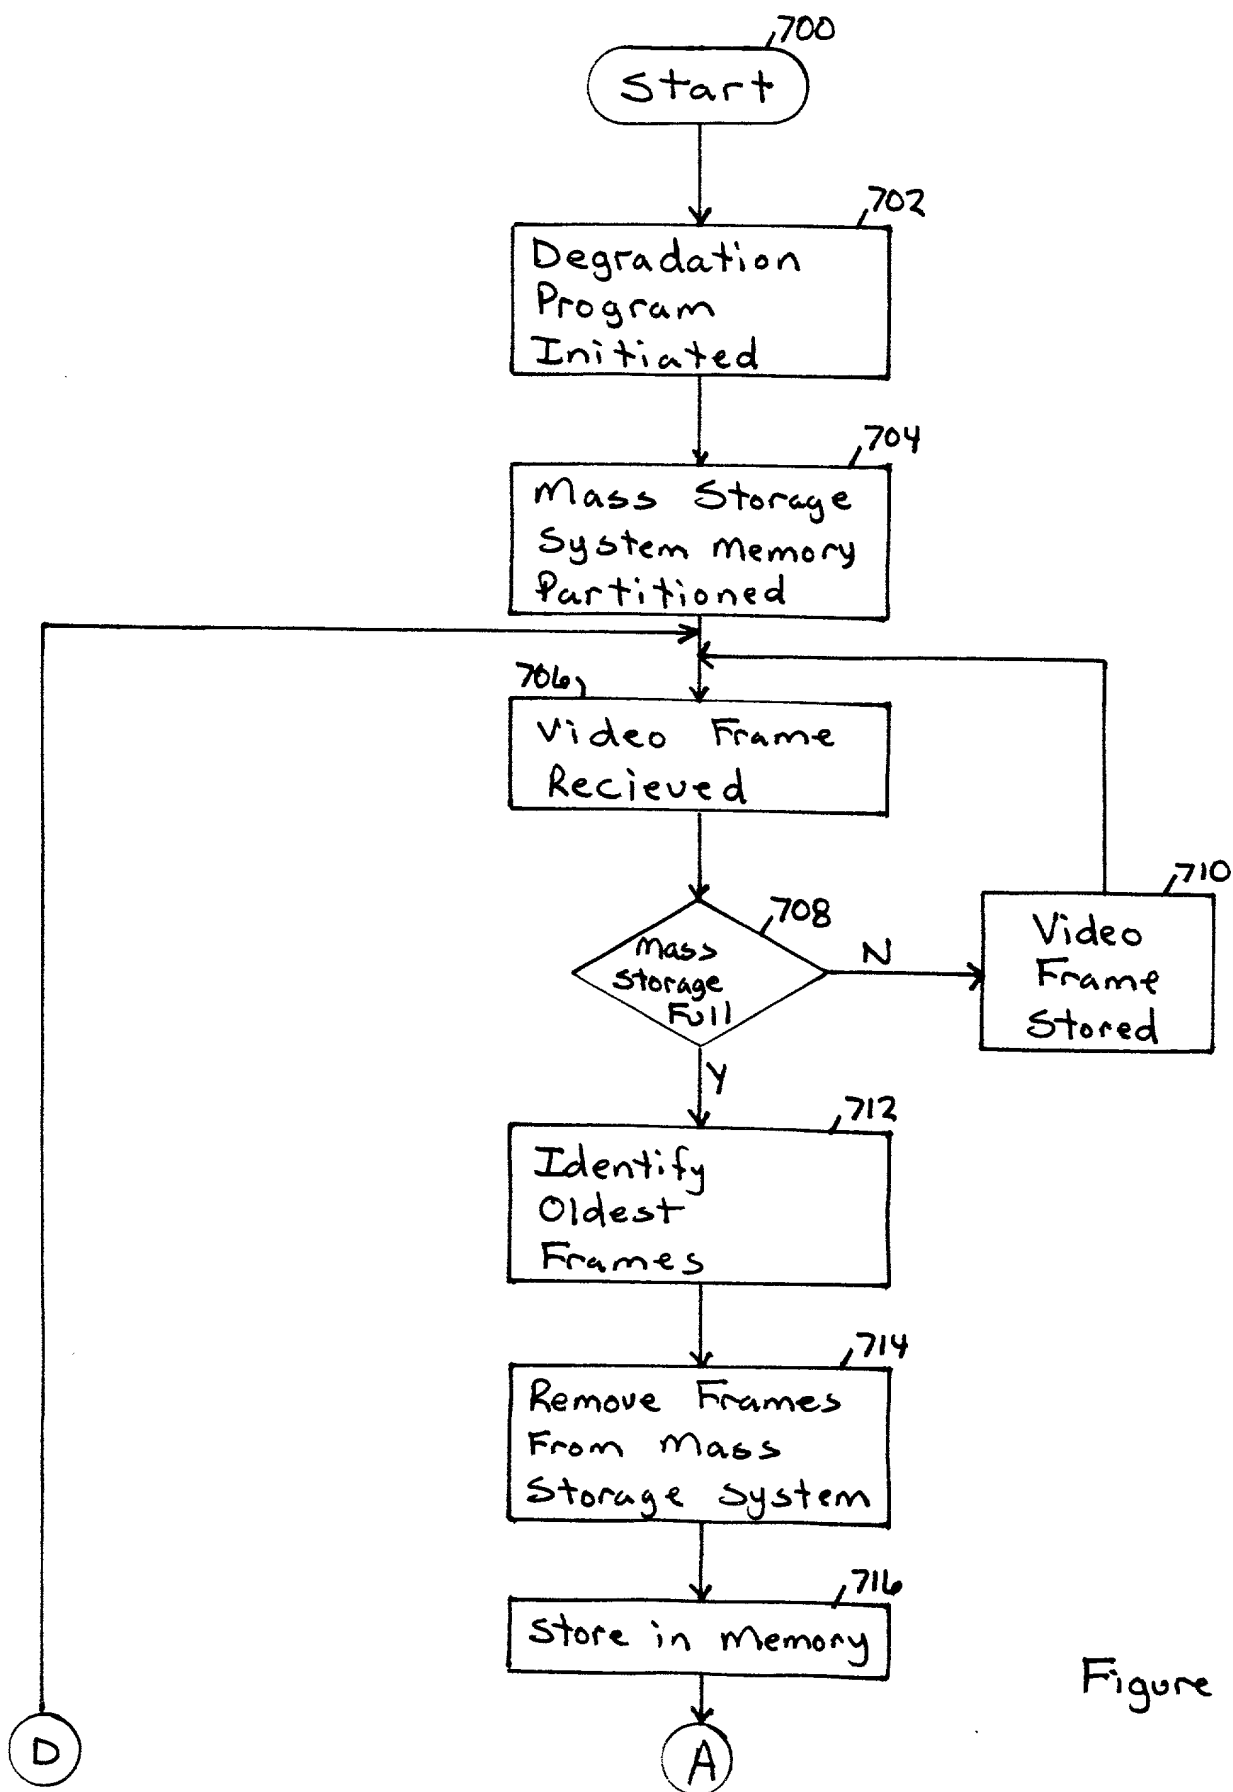 700
Start
702
Degradation
Program
Initiated
704
Mass Storage
System Memory
Partitioned
706
Video Frame
Recieved
708
Mass
Storage
Full
N
710
Video
Frame
Stored
Y
712
Identify
Oldest
Frames
714
Remove Frames
From Mass
Storage System
716
Store in Memory
Figure
D
A